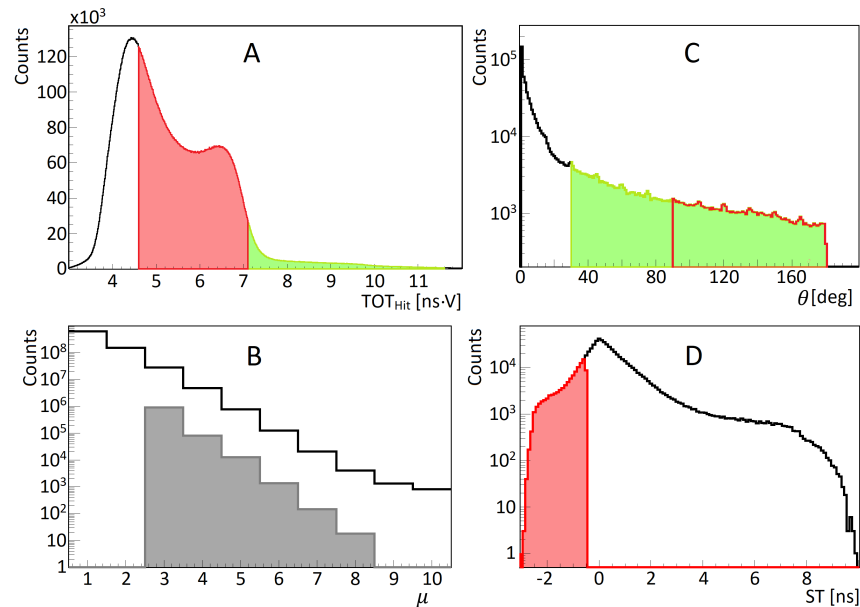 ×10³
Counts
120
100
80
60
40
20
0
A
4 5 6 7 8 9 10 11
TOT_Hit [ns·V]
Counts
10⁵
10⁴
10³
C
0 40 80 120 160
θ [deg]
Counts
10⁸
10⁷
10⁶
10⁵
10⁴
10³
10²
10
1
B
1 2 3 4 5 6 7 8 9 10
μ
Counts
10⁴
10³
10²
10
1
D
-2 0 2 4 6 8
ST [ns]